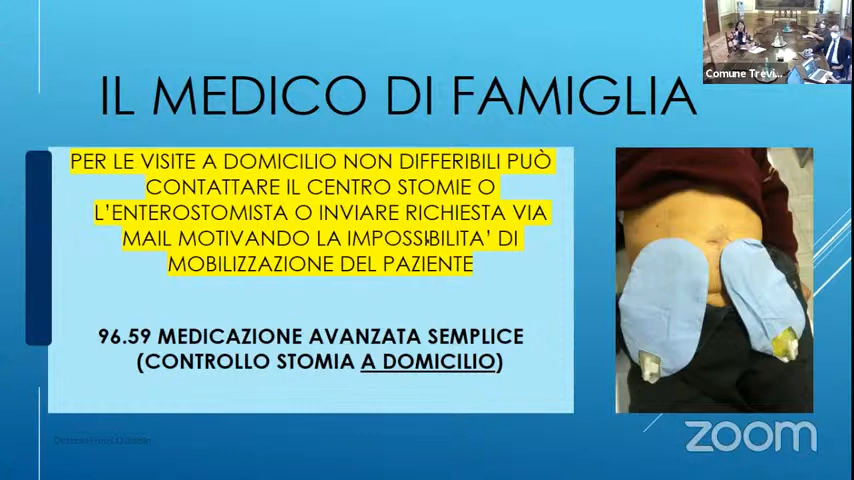 Comune Trevi...
IL MEDICO DI FAMIGLIA
PER LE VISITE A DOMICILIO NON DIFFERIBILI PUÒ
CONTATTARE IL CENTRO STOMIE O
L'ENTEROSTOMISTA O INVIARE RICHIESTA VIA
MAIL MOTIVANDO LA IMPOSSIBILITA' DI
MOBILIZZAZIONE DEL PAZIENTE
96.59 MEDICAZIONE AVANZATA SEMPLICE
(CONTROLLO STOMIA A DOMICILIO)
zoom